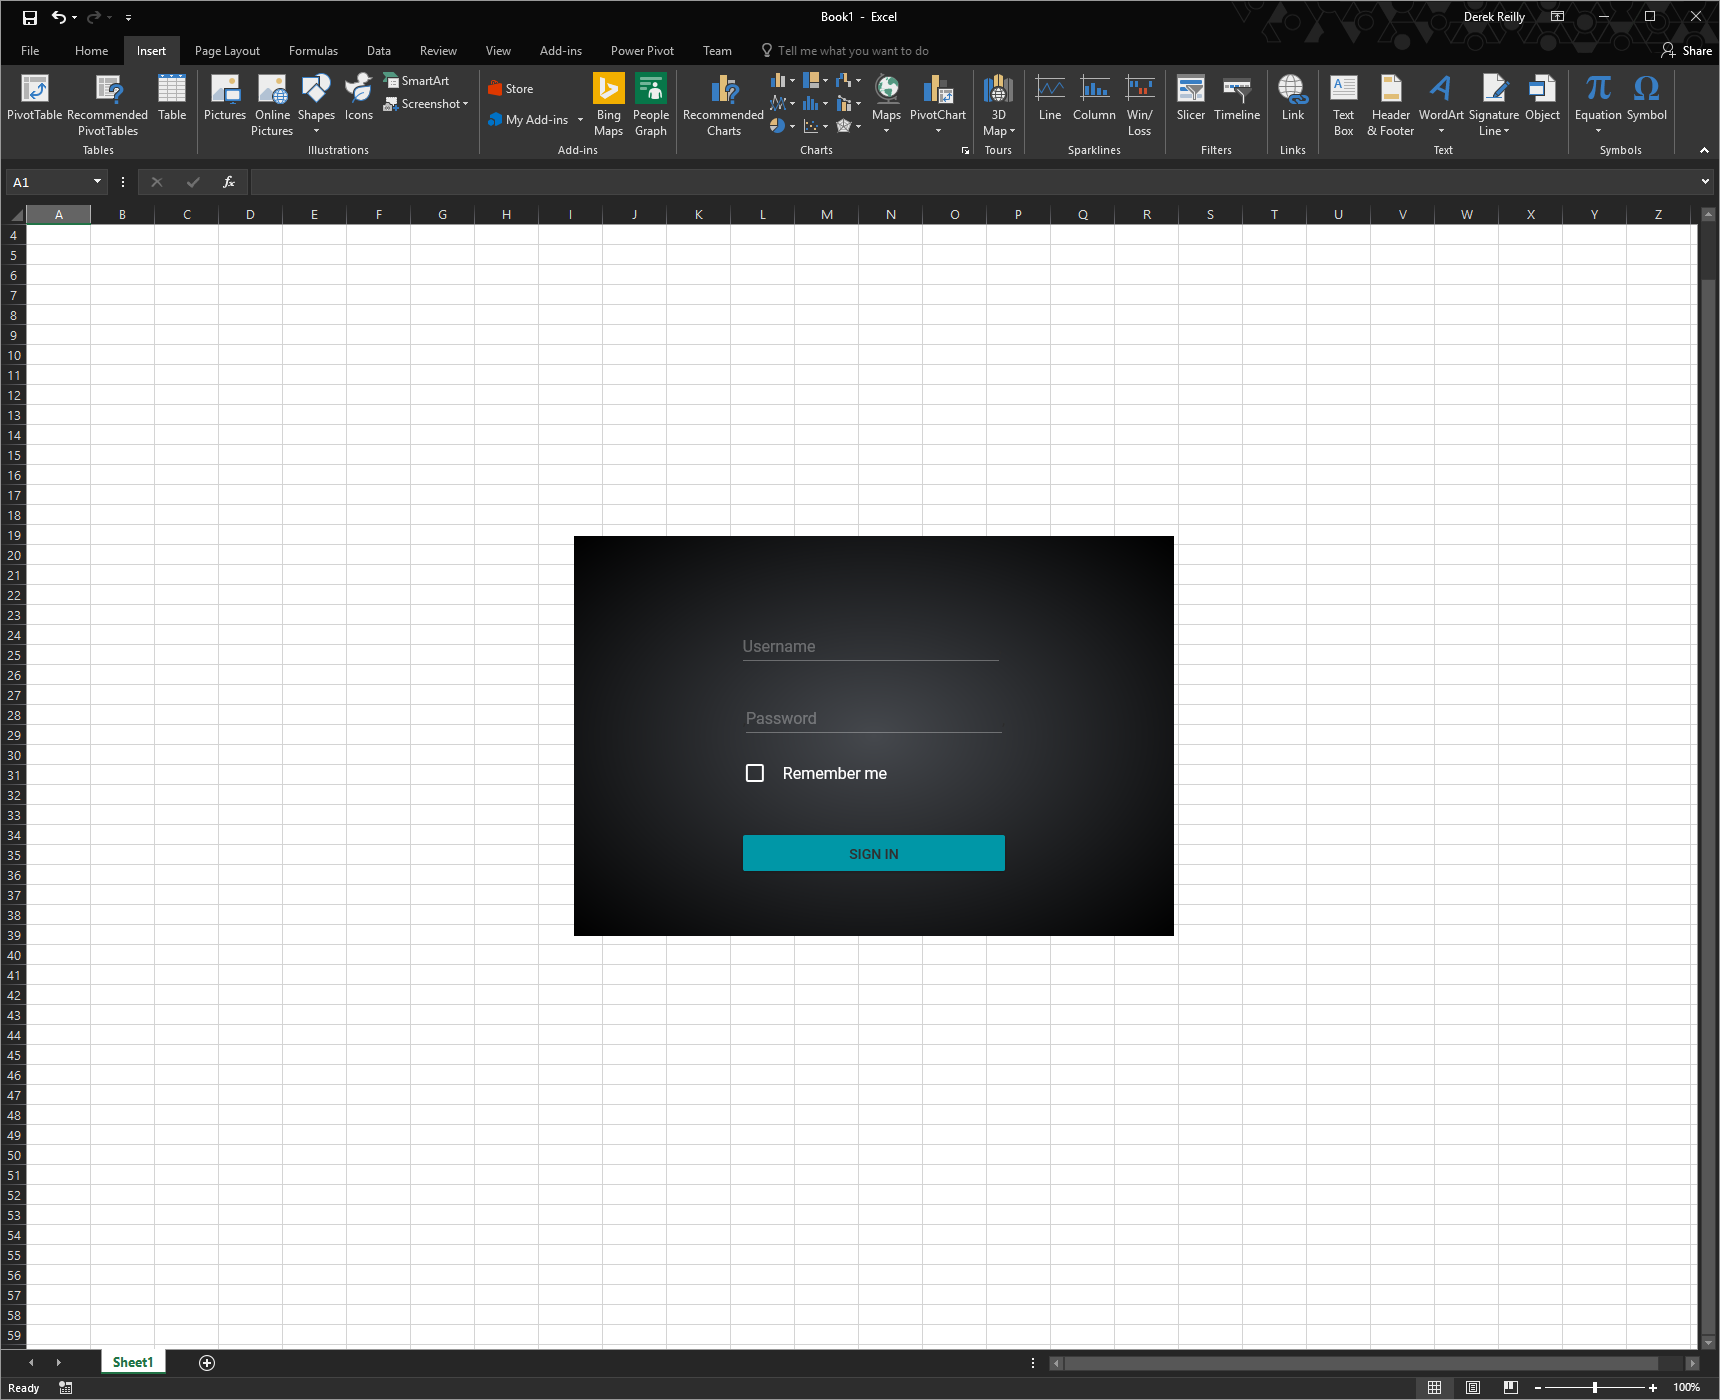 Book1 - Excel
Derek Reilly
File Home Insert Page Layout Formulas Data Review View Add-ins Power Pivot Team Tell me what you want to do Share
PivotTable Recommended PivotTables Table
Tables
Pictures Online Pictures Shapes Icons SmartArt Screenshot
Illustrations
Store My Add-ins Bing Maps People Graph
Add-ins
Recommended Charts Maps PivotChart
Charts
3D Map
Tours
Line Column Win/Loss
Sparklines
Slicer Timeline
Filters
Link
Links
Text Box Header & Footer WordArt Signature Line Object
Text
Equation Symbol
Symbols
A1 fx
A B C D E F G H I J K L M N O P Q R S T U V W X Y Z
4
5
6
7
8
9
10
11
12
13
14
15
16
17
18
19
20
21
22
23
24
25
26
27
28
29
30
31
32
33
34
35
36
37
38
39
40
41
42
43
44
45
46
47
48
49
50
51
52
53
54
55
56
57
58
59
Username
Password
Remember me
SIGN IN
Sheet1
Ready 100%